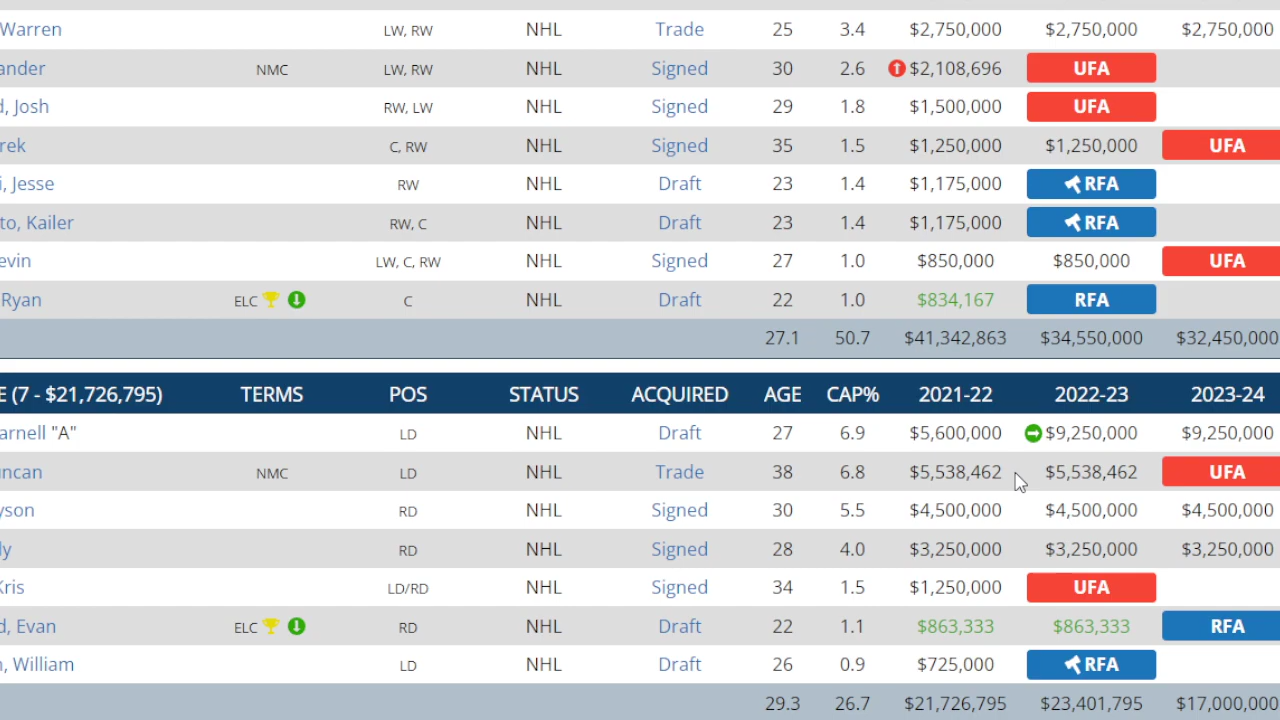 Warren LW, RW NHL Trade 25 3.4 $2,750,000 $2,750,000 $2,750,000
ander NMC LW, RW NHL Signed 30 2.6 $2,108,696 UFA
d, Josh RW, LW NHL Signed 29 1.8 $1,500,000 UFA
rek C, RW NHL Signed 35 1.5 $1,250,000 $1,250,000 UFA
i, Jesse RW NHL Draft 23 1.4 $1,175,000 RFA
to, Kailer RW, C NHL Draft 23 1.4 $1,175,000 RFA
evin LW, C, RW NHL Signed 27 1.0 $850,000 $850,000 UFA
Ryan ELC C NHL Draft 22 1.0 $834,167 RFA
27.1 50.7 $41,342,863 $34,550,000 $32,450,000
E (7 - $21,726,795) TERMS POS STATUS ACQUIRED AGE CAP% 2021-22 2022-23 2023-24
arnell "A" LD NHL Draft 27 6.9 $5,600,000 $9,250,000 $9,250,000
ncan NMC LD NHL Trade 38 6.8 $5,538,462 $5,538,462 UFA
yson RD NHL Signed 30 5.5 $4,500,000 $4,500,000 $4,500,000
ly RD NHL Signed 28 4.0 $3,250,000 $3,250,000 $3,250,000
Kris LD/RD NHL Signed 34 1.5 $1,250,000 UFA
d, Evan ELC RD NHL Draft 22 1.1 $863,333 $863,333 RFA
n, William LD NHL Draft 26 0.9 $725,000 RFA
29.3 26.7 $21,726,795 $23,401,795 $17,000,000